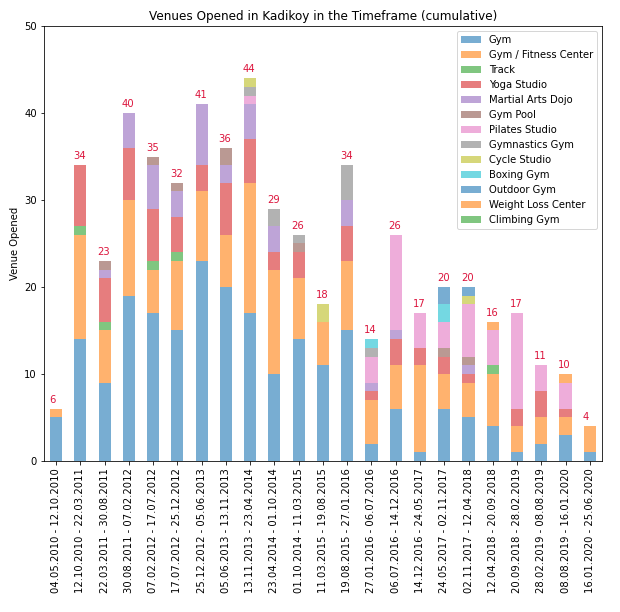 Venues Opened in Kadikoy in the Timeframe (cumulative)
Gym
Gym / Fitness Center
Track
Yoga Studio
Martial Arts Dojo
Gym Pool
Pilates Studio
Gymnastics Gym
Cycle Studio
Boxing Gym
Outdoor Gym
Weight Loss Center
Climbing Gym
Venue Opened
50
40
30
20
10
0
6
34
23
40
35
32
41
36
44
29
26
18
34
14
26
17
20
20
16
17
11
10
4
04.05.2010 - 12.10.2010
12.10.2010 - 22.03.2011
22.03.2011 - 30.08.2011
30.08.2011 - 07.02.2012
07.02.2012 - 17.07.2012
17.07.2012 - 25.12.2012
25.12.2012 - 05.06.2013
05.06.2013 - 13.11.2013
13.11.2013 - 23.04.2014
23.04.2014 - 01.10.2014
01.10.2014 - 11.03.2015
11.03.2015 - 19.08.2015
19.08.2015 - 27.01.2016
27.01.2016 - 06.07.2016
06.07.2016 - 14.12.2016
14.12.2016 - 24.05.2017
24.05.2017 - 02.11.2017
02.11.2017 - 12.04.2018
12.04.2018 - 20.09.2018
20.09.2018 - 28.02.2019
28.02.2019 - 08.08.2019
08.08.2019 - 16.01.2020
16.01.2020 - 25.06.2020